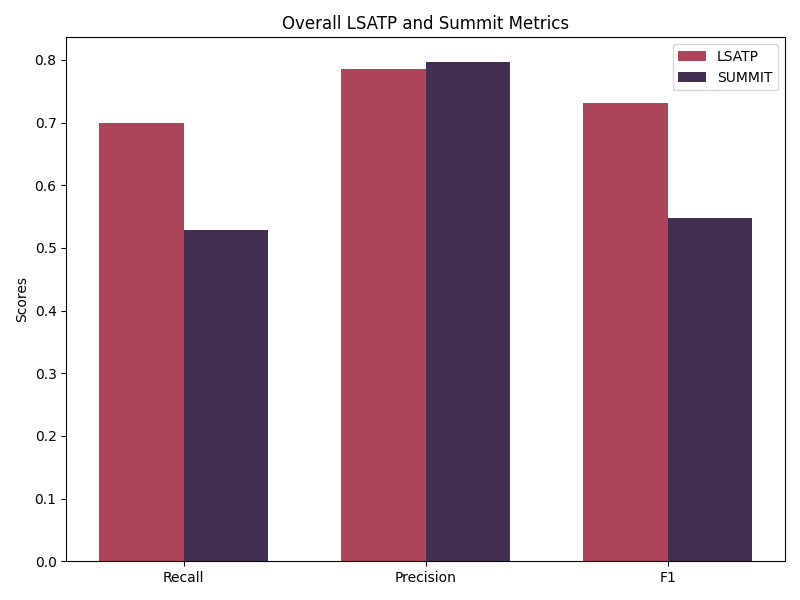 Overall LSATP and Summit Metrics
LSATP
SUMMIT
Scores
0.8
0.7
0.6
0.5
0.4
0.3
0.2
0.1
0.0
Recall
Precision
F1